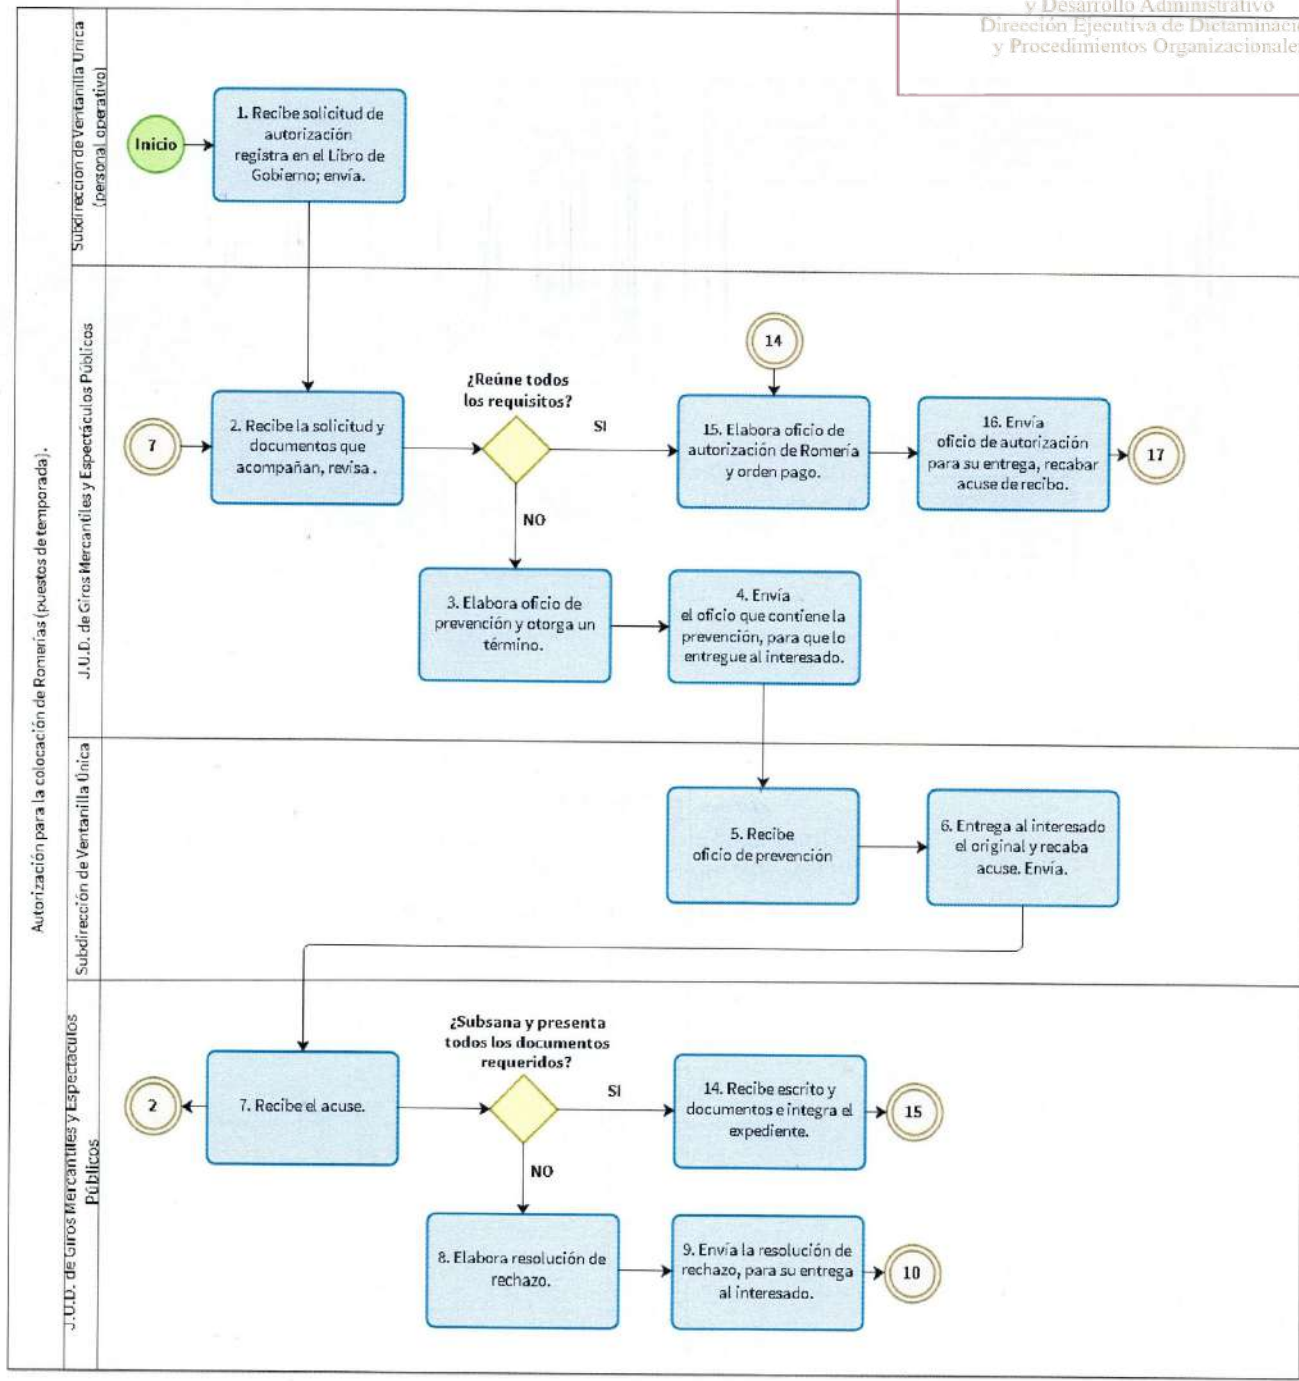 y Desarrollo Administrativo
Dirección Ejecutiva de
y Procedimientos
Autorización para la colocación de Romerías (puestos de temporada).
Subdirección de Ventanilla Única
(personal operativo)
Inicio
1. Recibe solicitud de
autorización
registra en el Libro de
Gobierno; envía.
J.U.D. de Giros Mercantiles y Espectáculos Públicos
7
2. Recibe la solicitud y
documentos que
acompañan, revisa .
¿Reúne todos
los requisitos?
SI
NO
14
15. Elabora oficio de
autorización de Romería
y orden pago.
16. Envía
oficio de autorización
para su entrega, recabar
acuse de recibo.
17
3. Elabora oficio de
prevención y otorga un
término.
4. Envía
el oficio que contiene la
prevención, para que lo
entregue al interesado.
Subdirección de Ventanilla Única
5. Recibe
oficio de prevención
6. Entrega al interesado
el original y recaba
acuse. Envía.
J.U.D. de Giros Mercantiles y Espectaculos
Públicos
2
7. Recibe el acuse.
¿Subsana y presenta
todos los documentos
requeridos?
SI
NO
14. Recibe escrito y
documentos e integra el
expediente.
15
8. Elabora resolución de
rechazo.
9. Envía la resolución de
rechazo, para su entrega
al interesado.
10